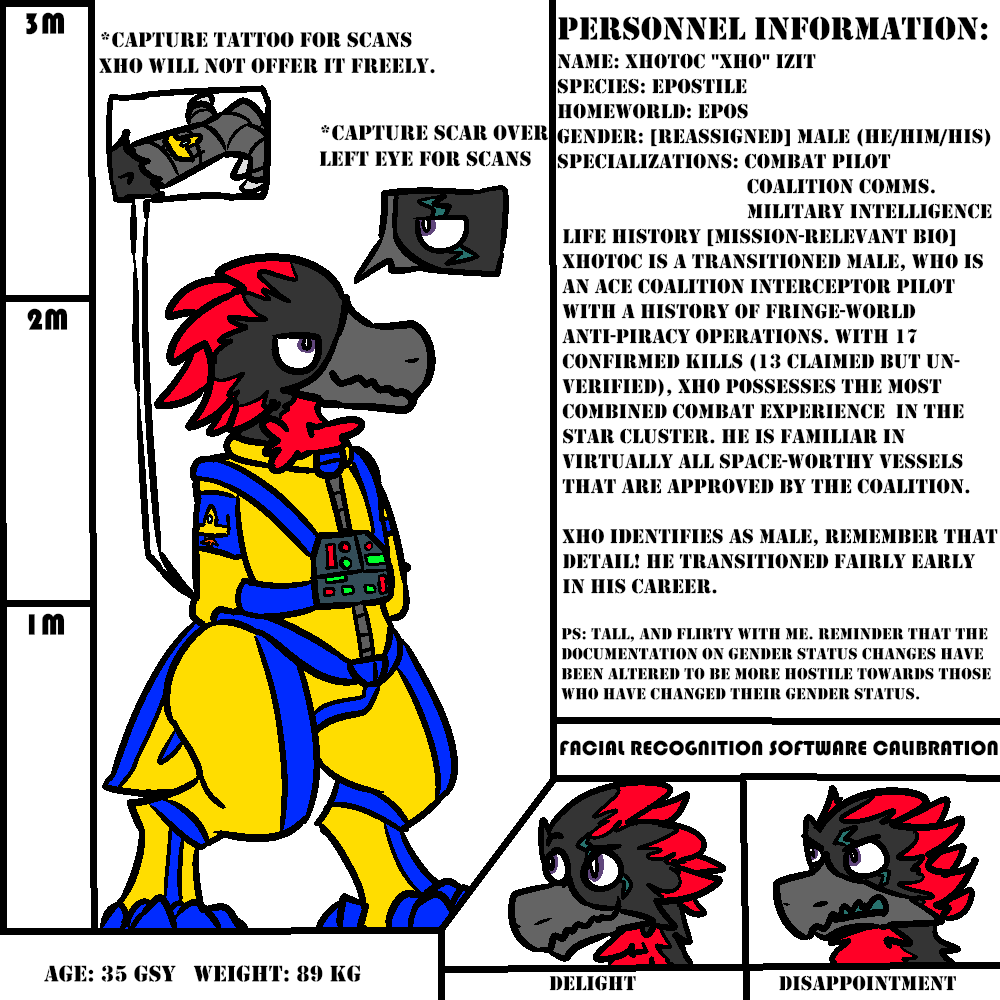 3M
*CAPTURE TATTOO FOR SCANS
XHO WILL NOT OFFER IT FREELY.
*CAPTURE SCAR OVER
LEFT EYE FOR SCANS
2M
1M
AGE: 35 GSY WEIGHT: 89 KG
PERSONNEL INFORMATION:
NAME: XHOTOC "XHO" IZIT
SPECIES: EPOSTILE
HOMEWORLD: EPOS
GENDER: [REASSIGNED] MALE (HE/HIM/HIS)
SPECIALIZATIONS: COMBAT PILOT
COALITION COMMS.
MILITARY INTELLIGENCE
LIFE HISTORY [MISSION-RELEVANT BIO]
XHOTOC IS A TRANSITIONED MALE, WHO IS
AN ACE COALITION INTERCEPTOR PILOT
WITH A HISTORY OF FRINGE-WORLD
ANTI-PIRACY OPERATIONS. WITH 17
CONFIRMED KILLS (13 CLAIMED BUT UN-
VERIFIED), XHO POSSESSES THE MOST
COMBINED COMBAT EXPERIENCE IN THE
STAR CLUSTER. HE IS FAMILIAR IN
VIRTUALLY ALL SPACE-WORTHY VESSELS
THAT ARE APPROVED BY THE COALITION.
XHO IDENTIFIES AS MALE, REMEMBER THAT
DETAIL! HE TRANSITIONED FAIRLY EARLY
IN HIS CAREER.
PS: TALL, AND FLIRTY WITH ME. REMINDER THAT THE
DOCUMENTATION ON GENDER STATUS CHANGES HAVE
BEEN ALTERED TO BE MORE HOSTILE TOWARDS THOSE
WHO HAVE CHANGED THEIR GENDER STATUS.
FACIAL RECOGNITION SOFTWARE CALIBRATION
DELIGHT
DISAPPOINTMENT